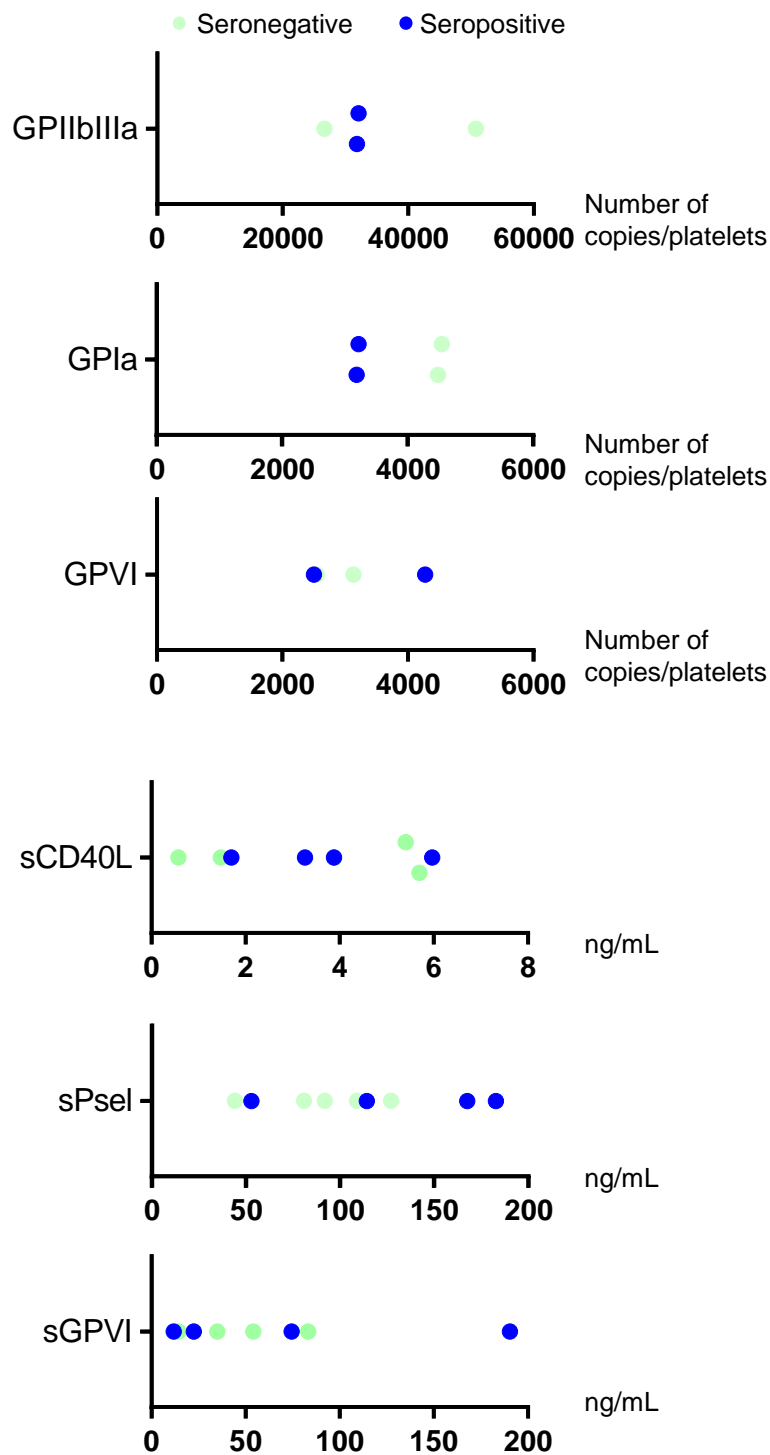 Seronegative Seropositive
GPIIbIIIa
Number of
copies/platelets
0 20000 40000 60000
GPIa
Number of
copies/platelets
0 2000 4000 6000
GPVI
Number of
copies/platelets
0 2000 4000 6000
sCD40L
ng/mL
0 2 4 6 8
sPsel
ng/mL
0 50 100 150 200
sGPVI
ng/mL
0 50 100 150 200